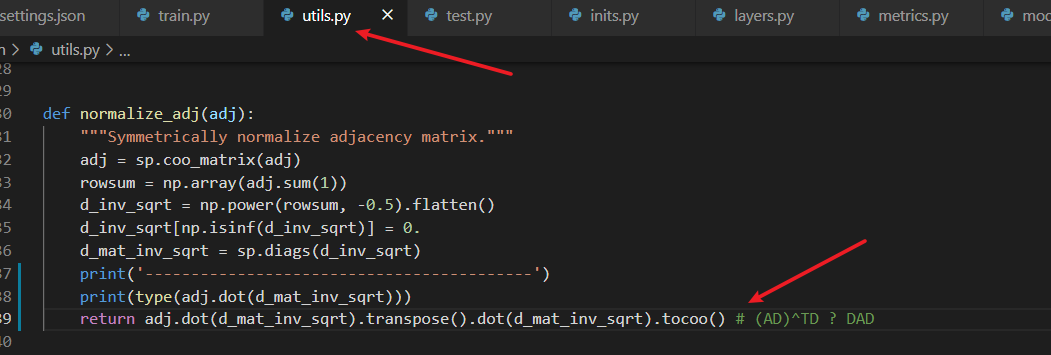 settings.json train.py utils.py × test.py inits.py layers.py metrics.py mod
n > utils.py > ...
28
29
30 def normalize_adj(adj):
31 """Symmetrically normalize adjacency matrix."""
32 adj = sp.coo_matrix(adj)
33 rowsum = np.array(adj.sum(1))
34 d_inv_sqrt = np.power(rowsum, -0.5).flatten()
35 d_inv_sqrt[np.isinf(d_inv_sqrt)] = 0.
36 d_mat_inv_sqrt = sp.diags(d_inv_sqrt)
37 print('------------------------------------------')
38 print(type(adj.dot(d_mat_inv_sqrt)))
39 return adj.dot(d_mat_inv_sqrt).transpose().dot(d_mat_inv_sqrt).tocoo() # (AD)^TD ? DAD
40